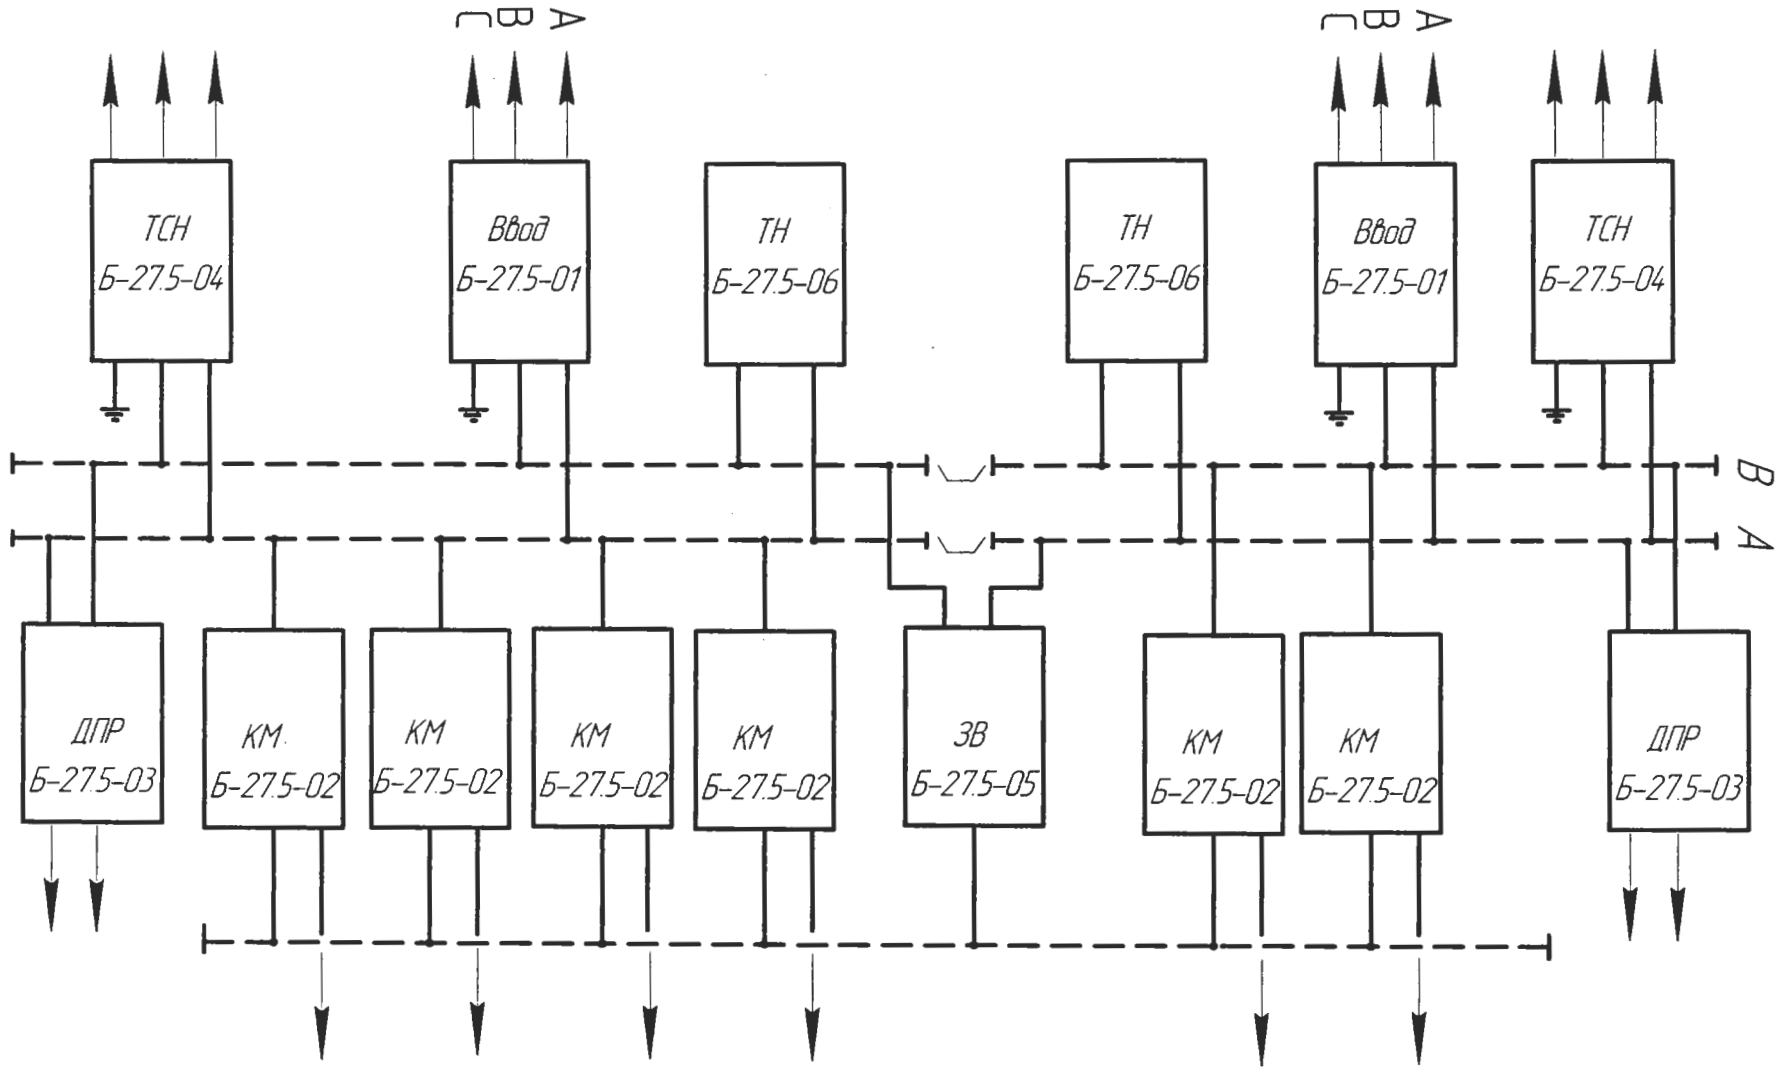 С В А
С В А
ТСН
Б-27.5-04
Ввод
Б-27.5-01
ТН
Б-27.5-06
ТН
Б-27.5-06
Ввод
Б-27.5-01
ТСН
Б-27.5-04
В
А
ДПР
Б-27.5-03
КМ
Б-27.5-02
КМ
Б-27.5-02
КМ
Б-27.5-02
КМ
Б-27.5-02
ЗВ
Б-27.5-05
КМ
Б-27.5-02
КМ
Б-27.5-02
ДПР
Б-27.5-03